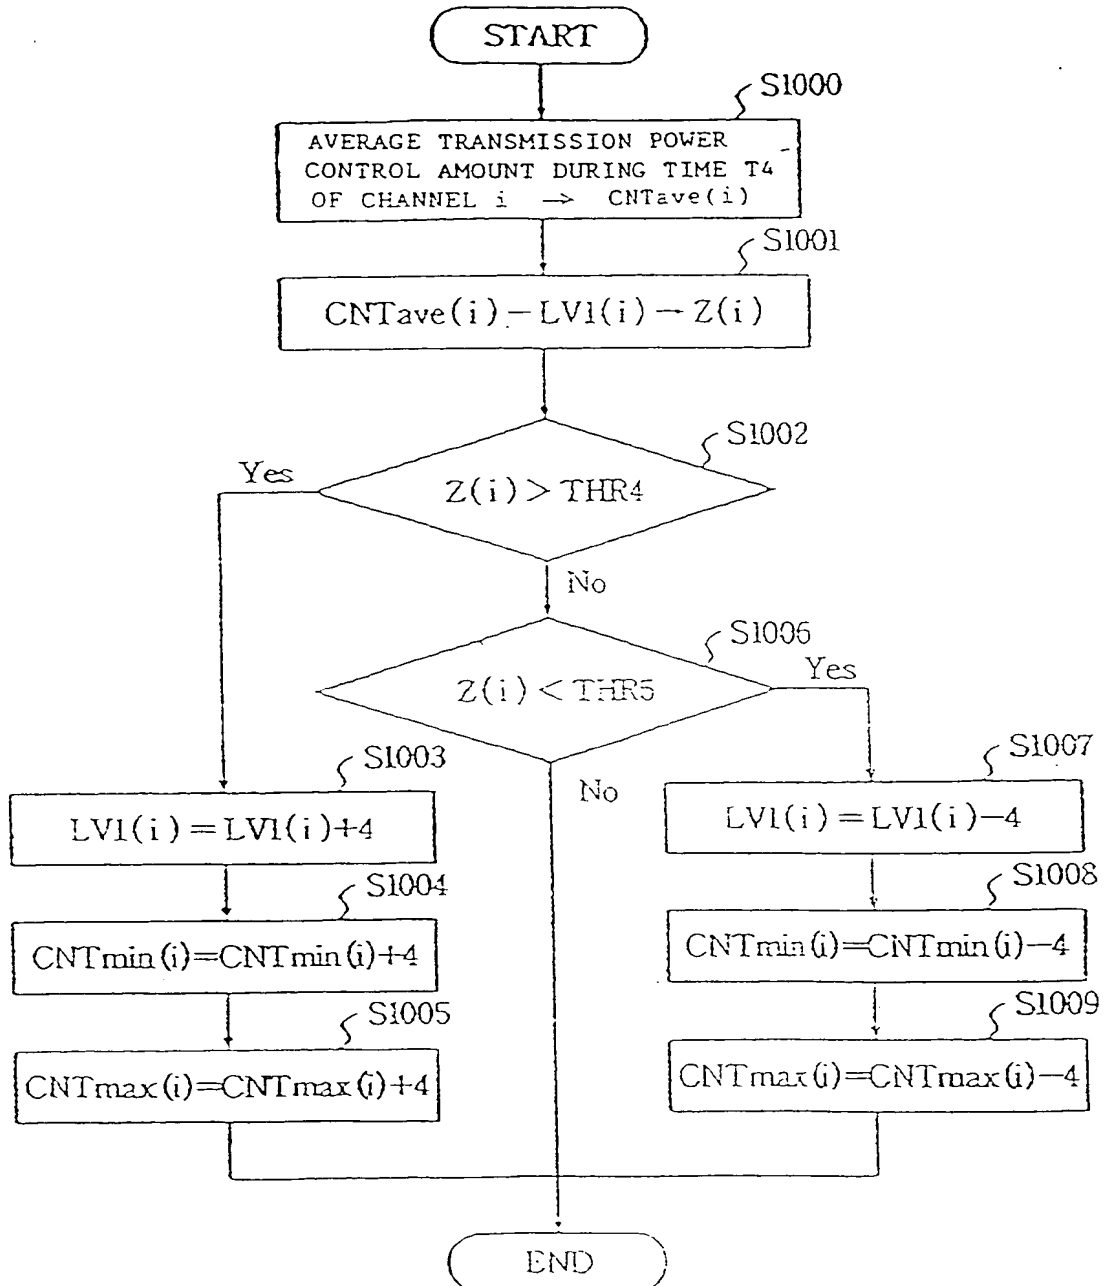 START
S1000
AVERAGE TRANSMISSION POWER
CONTROL AMOUNT DURING TIME T4
OF CHANNEL i → CNTave(i)
S1001
CNTave(i)−LV1(i)→Z(i)
S1002
Yes
Z(i)>THR4
No
S1006
Yes
Z(i)<THR5
No
S1003
LV1(i)=LV1(i)+4
S1004
CNTmin(i)=CNTmin(i)+4
S1005
CNTmax(i)=CNTmax(i)+4
S1007
LV1(i)=LV1(i)−4
S1008
CNTmin(i)=CNTmin(i)−4
S1009
CNTmax(i)=CNTmax(i)−4
END